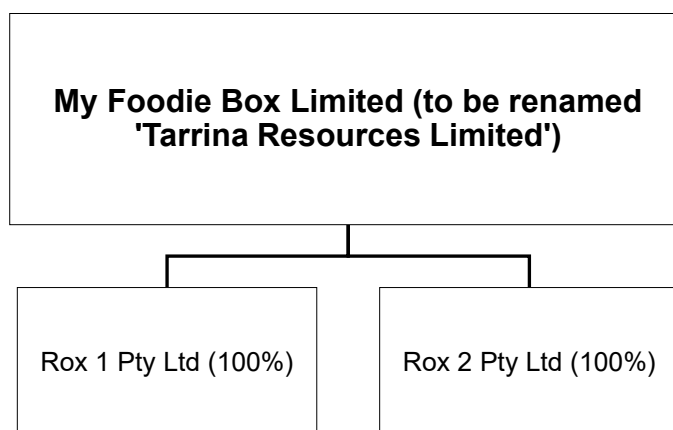 My Foodie Box Limited (to be renamed
'Tarrina Resources Limited')
Rox 1 Pty Ltd (100%)
Rox 2 Pty Ltd (100%)